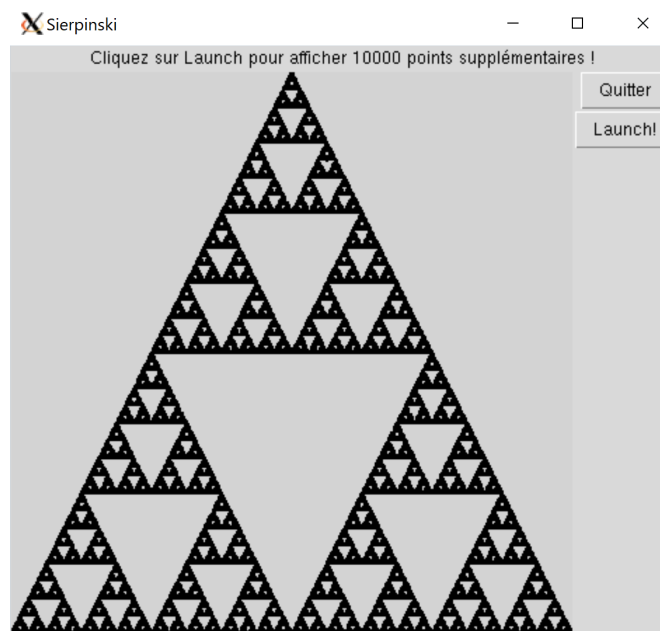 Sierpinski
Cliquez sur Launch pour afficher 10000 points supplémentaires !
Quitter
Launch!